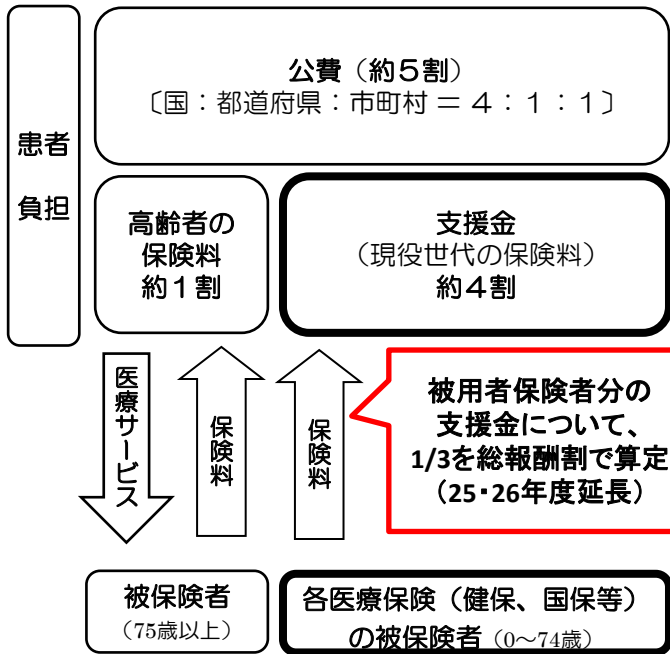 公費（約５割）
〔国：都道府県：市町村 ＝ ４：１：１〕
患者
負担
高齢者の
保険料
約１割
支援金
（現役世代の保険料）
約４割
医療サービス
保険料
保険料
被用者保険者分の
支援金について、
1/3を総報酬割で算定
（25・26年度延長）
被保険者
（75歳以上）
各医療保険（健保、国保等）
の被保険者（0～74歳）